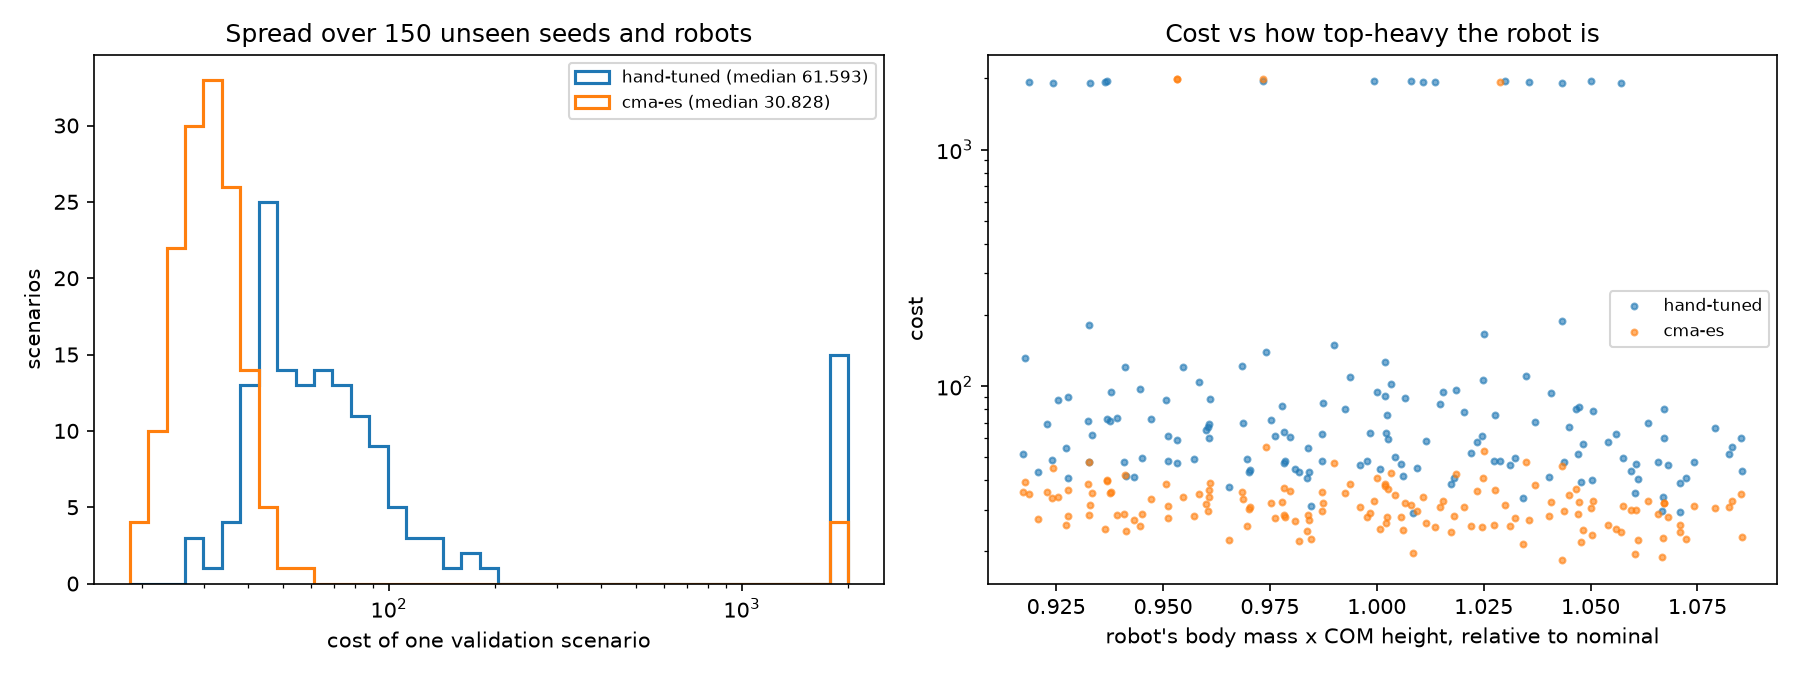 Spread over 150 unseen seeds and robots
hand-tuned (median 61.593)
cma-es (median 30.828)
scenarios
30
25
20
15
10
5
0
10²
10³
cost of one validation scenario
Cost vs how top-heavy the robot is
hand-tuned
cma-es
cost
10³
10²
0.925
0.950
0.975
1.000
1.025
1.050
1.075
robot's body mass x COM height, relative to nominal